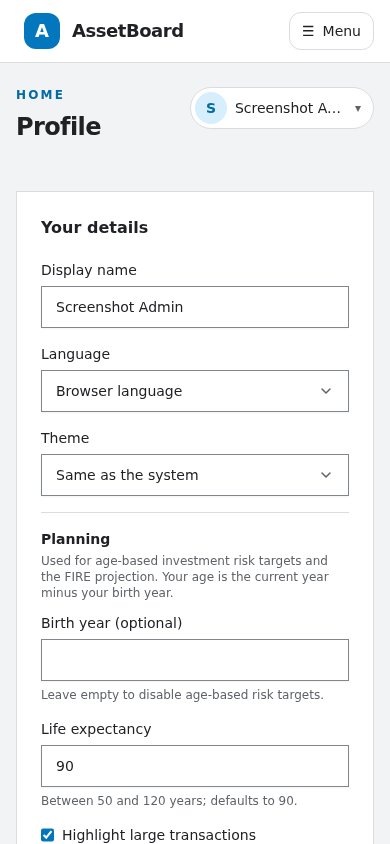 A AssetBoard
☰ Menu
HOME
Profile
S Screenshot A… ▾
Your details
Display name
Screenshot Admin
Language
Browser language
Theme
Same as the system
Planning
Used for age-based investment risk targets and
the FIRE projection. Your age is the current year
minus your birth year.
Birth year (optional)
Leave empty to disable age-based risk targets.
Life expectancy
90
Between 50 and 120 years; defaults to 90.
Highlight large transactions